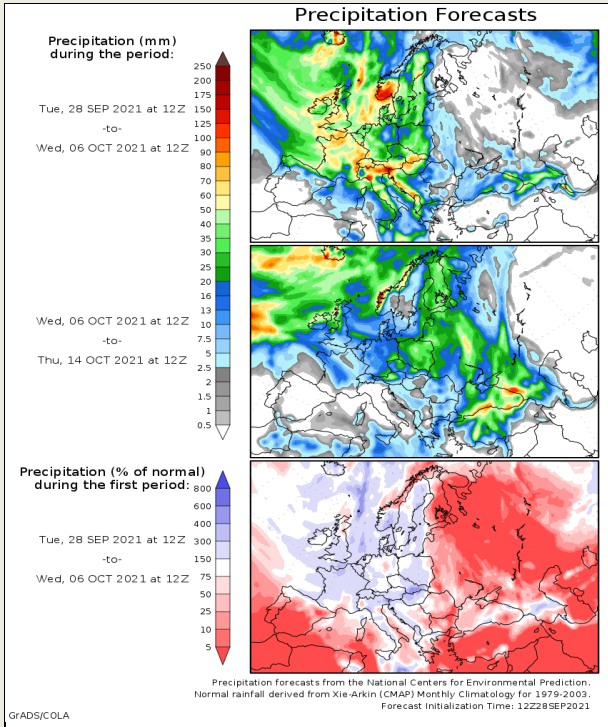 Precipitation Forecasts
Precipitation (mm)
during the period:
Tue, 28 SEP 2021 at 12Z
-to-
Wed, 06 OCT 2021 at 12Z
250
200
175
150
125
100
90
80
70
60
50
40
35
30
25
20
16
13
10
7.5
5
2.5
2
1.5
1
0.5
Wed, 06 OCT 2021 at 12Z
-to-
Thu, 14 OCT 2021 at 12Z
Precipitation (% of normal)
during the first period:
Tue, 28 SEP 2021 at 12Z
-to-
Wed, 06 OCT 2021 at 12Z
800
600
400
300
150
75
50
25
10
5
Precipitation forecasts from the National Centers for Environmental Prediction.
Normal rainfall derived from Xie-Arkin (CMAP) Monthly Climatology for 1979-2003.
Forecast Initialization Time: 12Z28SEP2021
GrADS/COLA